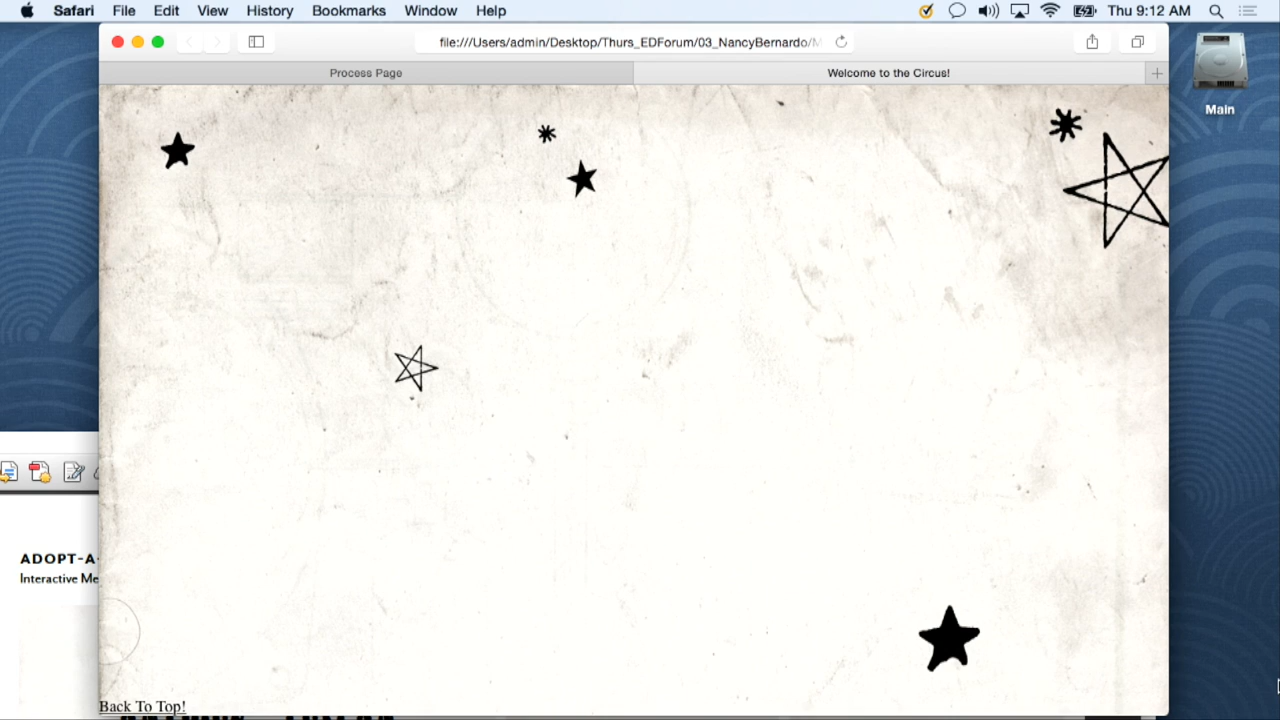 Safari File Edit View History Bookmarks Window Help Thu 9:12 AM
file:///Users/admin/Desktop/Thurs_EDForum/03_NancyBernardo/
Process Page Welcome to the Circus!
Main
ADOPT-A-
Interactive Me
Back To Top!